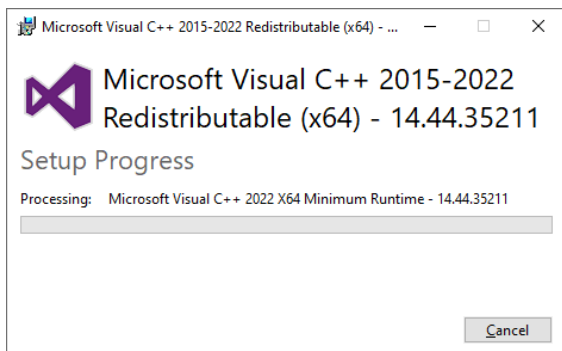 Microsoft Visual C++ 2015-2022 Redistributable (x64) - ...
Microsoft Visual C++ 2015-2022
Redistributable (x64) - 14.44.35211
Setup Progress
Processing: Microsoft Visual C++ 2022 X64 Minimum Runtime - 14.44.35211
Cancel